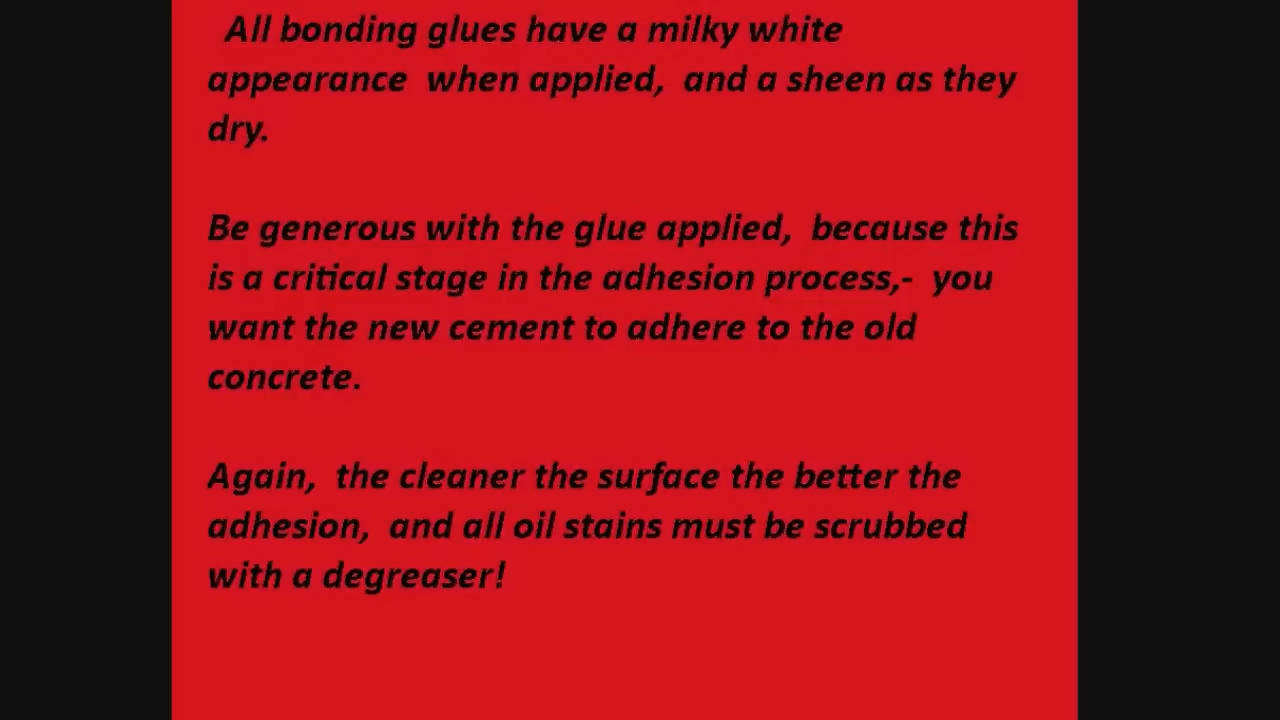 All bonding glues have a milky white
appearance when applied, and a sheen as they
dry.
Be generous with the glue applied, because this
is a critical stage in the adhesion process,- you
want the new cement to adhere to the old
concrete.
Again, the cleaner the surface the better the
adhesion, and all oil stains must be scrubbed
with a degreaser!